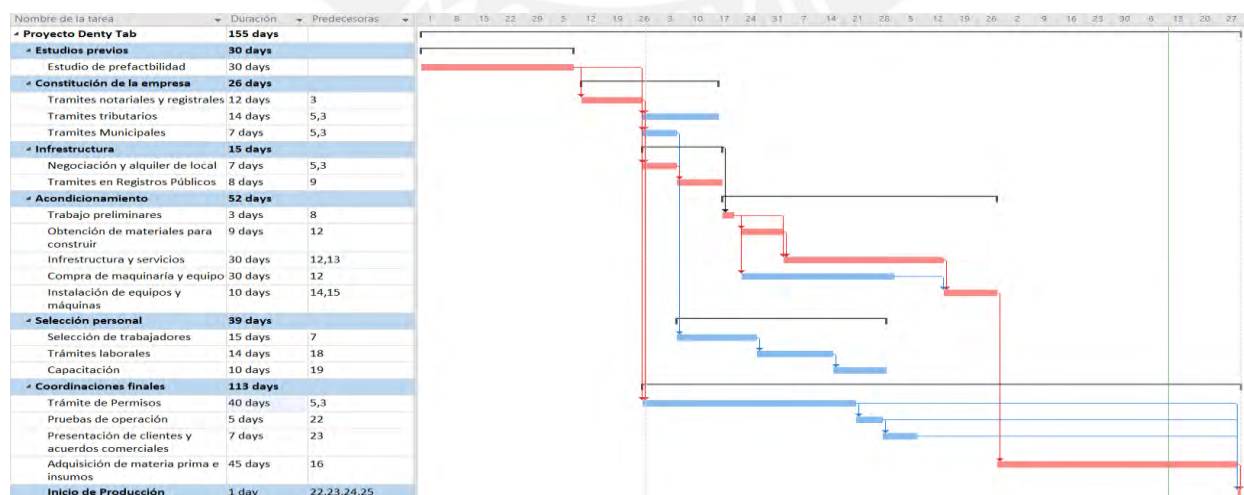 Nombre de la tarea Duración Predecesoras 1 8 15 22 29 5 12 19 26 3 10 17 24 31 7 14 21 28 5 12 19 26 2 9 16 23 30 6 13 20 27
Proyecto Denty Tab 155 days
Estudios previos 30 days
Estudio de prefactbilidad 30 days
Constitución de la empresa 26 days
Tramites notariales y registrales 12 days 3
Tramites tributarios 14 days 5,3
Tramites Municipales 7 days 5,3
Infrestructura 15 days
Negociación y alquiler de local 7 days 5,3
Tramites en Registros Públicos 8 days 9
Acondicionamiento 52 days
Trabajo preliminares 3 days 8
Obtención de materiales para 9 days 12
construir
Infrestructura y servicios 30 days 12,13
Compra de maquinaría y equipo 30 days 12
Instalación de equipos y 10 days 14,15
máquinas
Selección personal 39 days
Selección de trabajadores 15 days 7
Trámites laborales 14 days 18
Capacitación 10 days 19
Coordinaciones finales 113 days
Trámite de Permisos 40 days 5,3
Pruebas de operación 5 days 22
Presentación de clientes y 7 days 23
acuerdos comerciales
Adquisición de materia prima e 45 days 16
insumos
Inicio de Producción 1 day 22,23,24,25